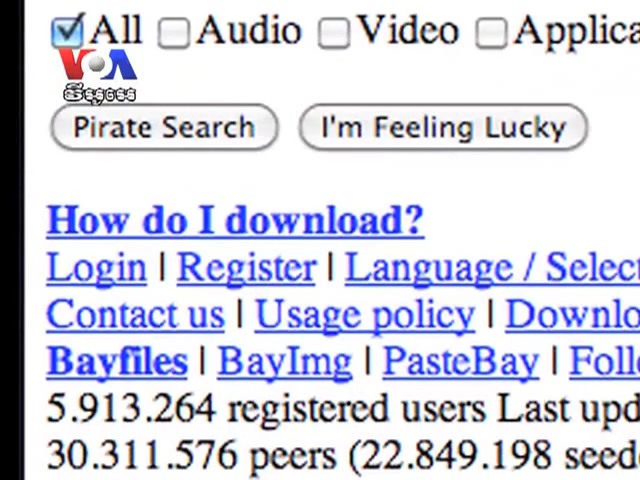 All Audio Video Applica
VOA
Pirate Search I'm Feeling Lucky
How do I download?
Login | Register | Language / Select
Contact us | Usage policy | Downlo
Bayfiles | BayImg | PasteBay | Follo
5.913.264 registered users Last upd
30.311.576 peers (22.849.198 seede